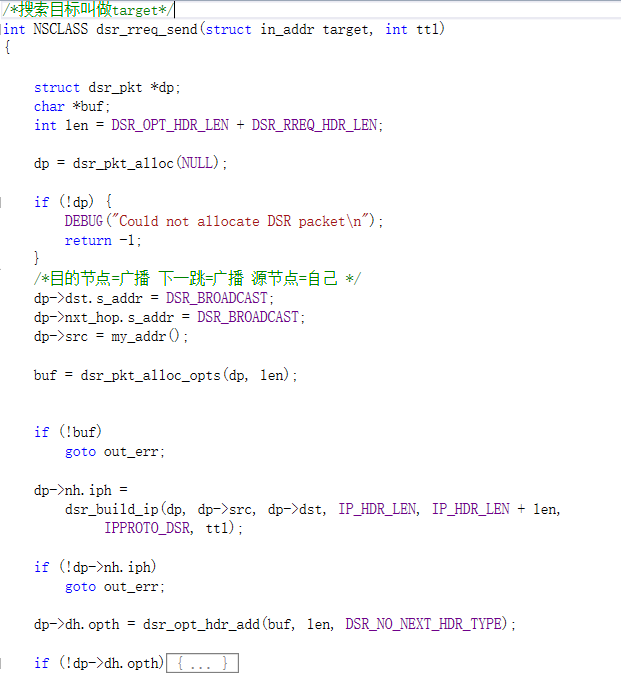 /*搜索目标叫做target*/
int NSCLASS dsr_rreq_send(struct in_addr target, int ttl)
{
struct dsr_pkt *dp;
char *buf;
int len = DSR_OPT_HDR_LEN + DSR_RREQ_HDR_LEN;
dp = dsr_pkt_alloc(NULL);
if (!dp) {
DEBUG("Could not allocate DSR packet\n");
return -1;
}
/*目的节点=广播 下一跳=广播 源节点=自己 */
dp->dst.s_addr = DSR_BROADCAST;
dp->nxt_hop.s_addr = DSR_BROADCAST;
dp->src = my_addr();
buf = dsr_pkt_alloc_opts(dp, len);
if (!buf)
goto out_err;
dp->nh.iph =
dsr_build_ip(dp, dp->src, dp->dst, IP_HDR_LEN, IP_HDR_LEN + len,
IPPROTO_DSR, ttl);
if (!dp->nh.iph)
goto out_err;
dp->dh.opth = dsr_opt_hdr_add(buf, len, DSR_NO_NEXT_HDR_TYPE);
if (!dp->dh.opth) { ... }